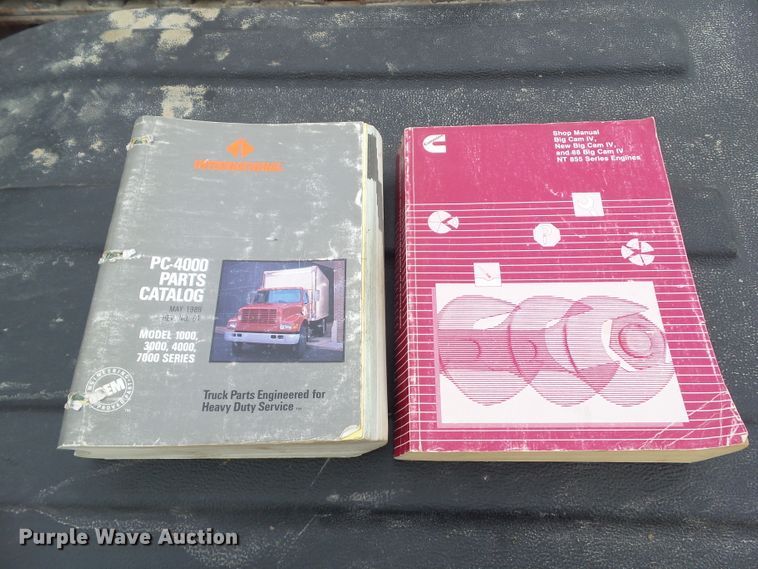 INTERNATIONAL
PC-4000
PARTS
CATALOG
MAY 1989
MODEL 1000,
3000, 4000,
7000 SERIES
OEM
Truck Parts Engineered for
Heavy Duty Service
Shop Manual
Big Cam IV,
New Big Cam IV,
and 88 Big Cam IV
NT 855 Series Engines
Purple Wave Auction